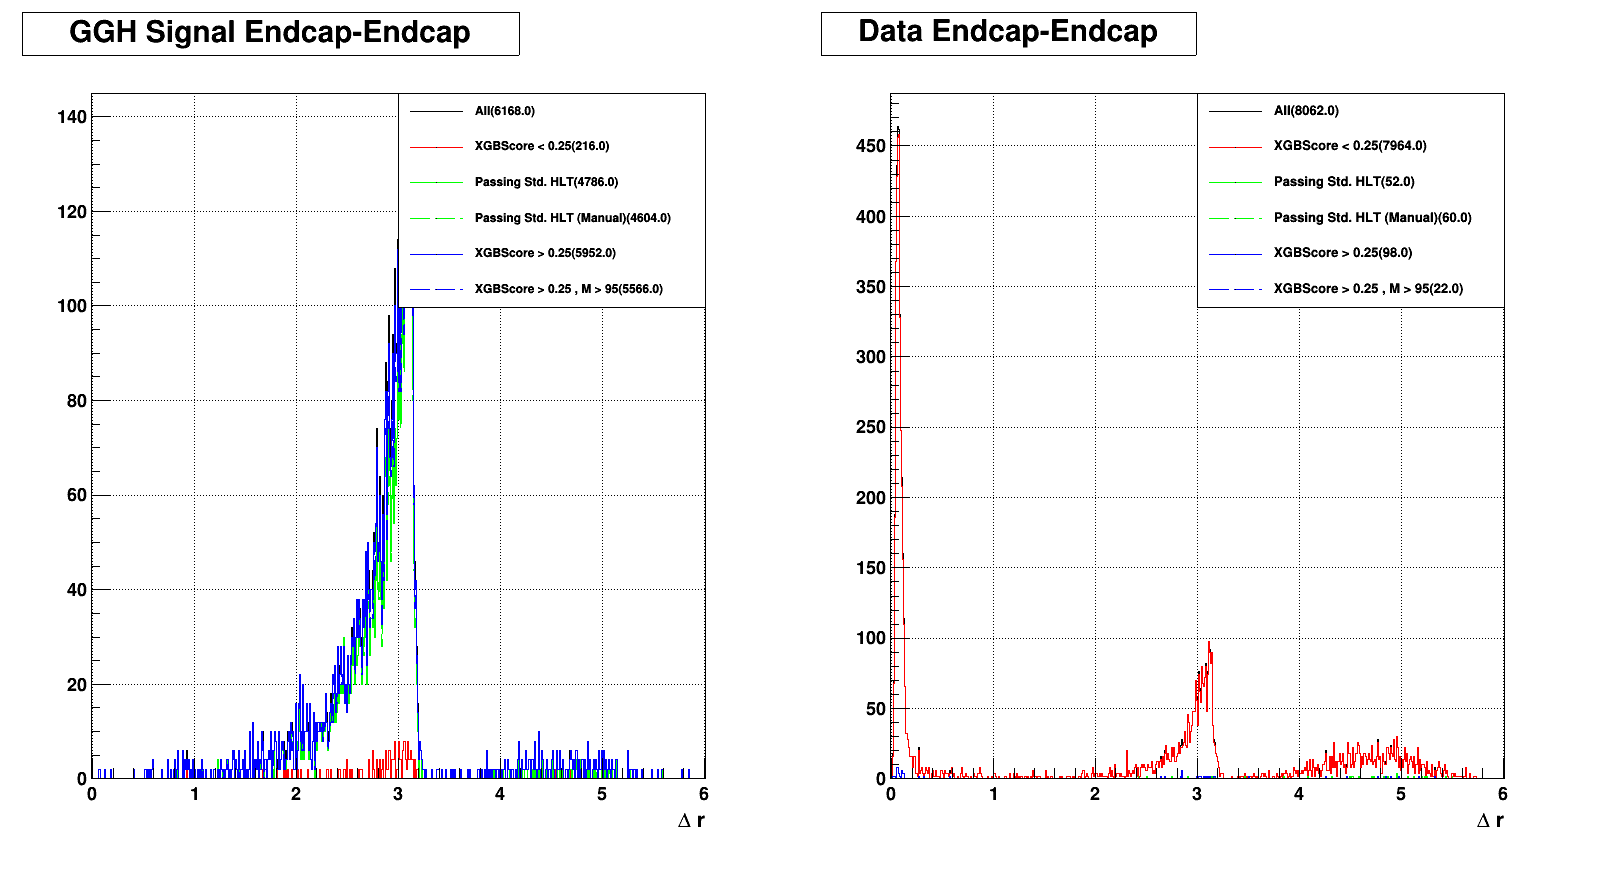 GGH Signal Endcap-Endcap
All(6168.0)
XGBScore < 0.25(216.0)
Passing Std. HLT(4786.0)
Passing Std. HLT (Manual)(4604.0)
XGBScore > 0.25(5952.0)
XGBScore > 0.25 , M > 95(5566.0)
140
120
100
80
60
40
20
0
0 1 2 3 4 5 6
Δ r
Data Endcap-Endcap
All(8062.0)
XGBScore < 0.25(7964.0)
Passing Std. HLT(52.0)
Passing Std. HLT (Manual)(60.0)
XGBScore > 0.25(98.0)
XGBScore > 0.25 , M > 95(22.0)
450
400
350
300
250
200
150
100
50
0
0 1 2 3 4 5 6
Δ r